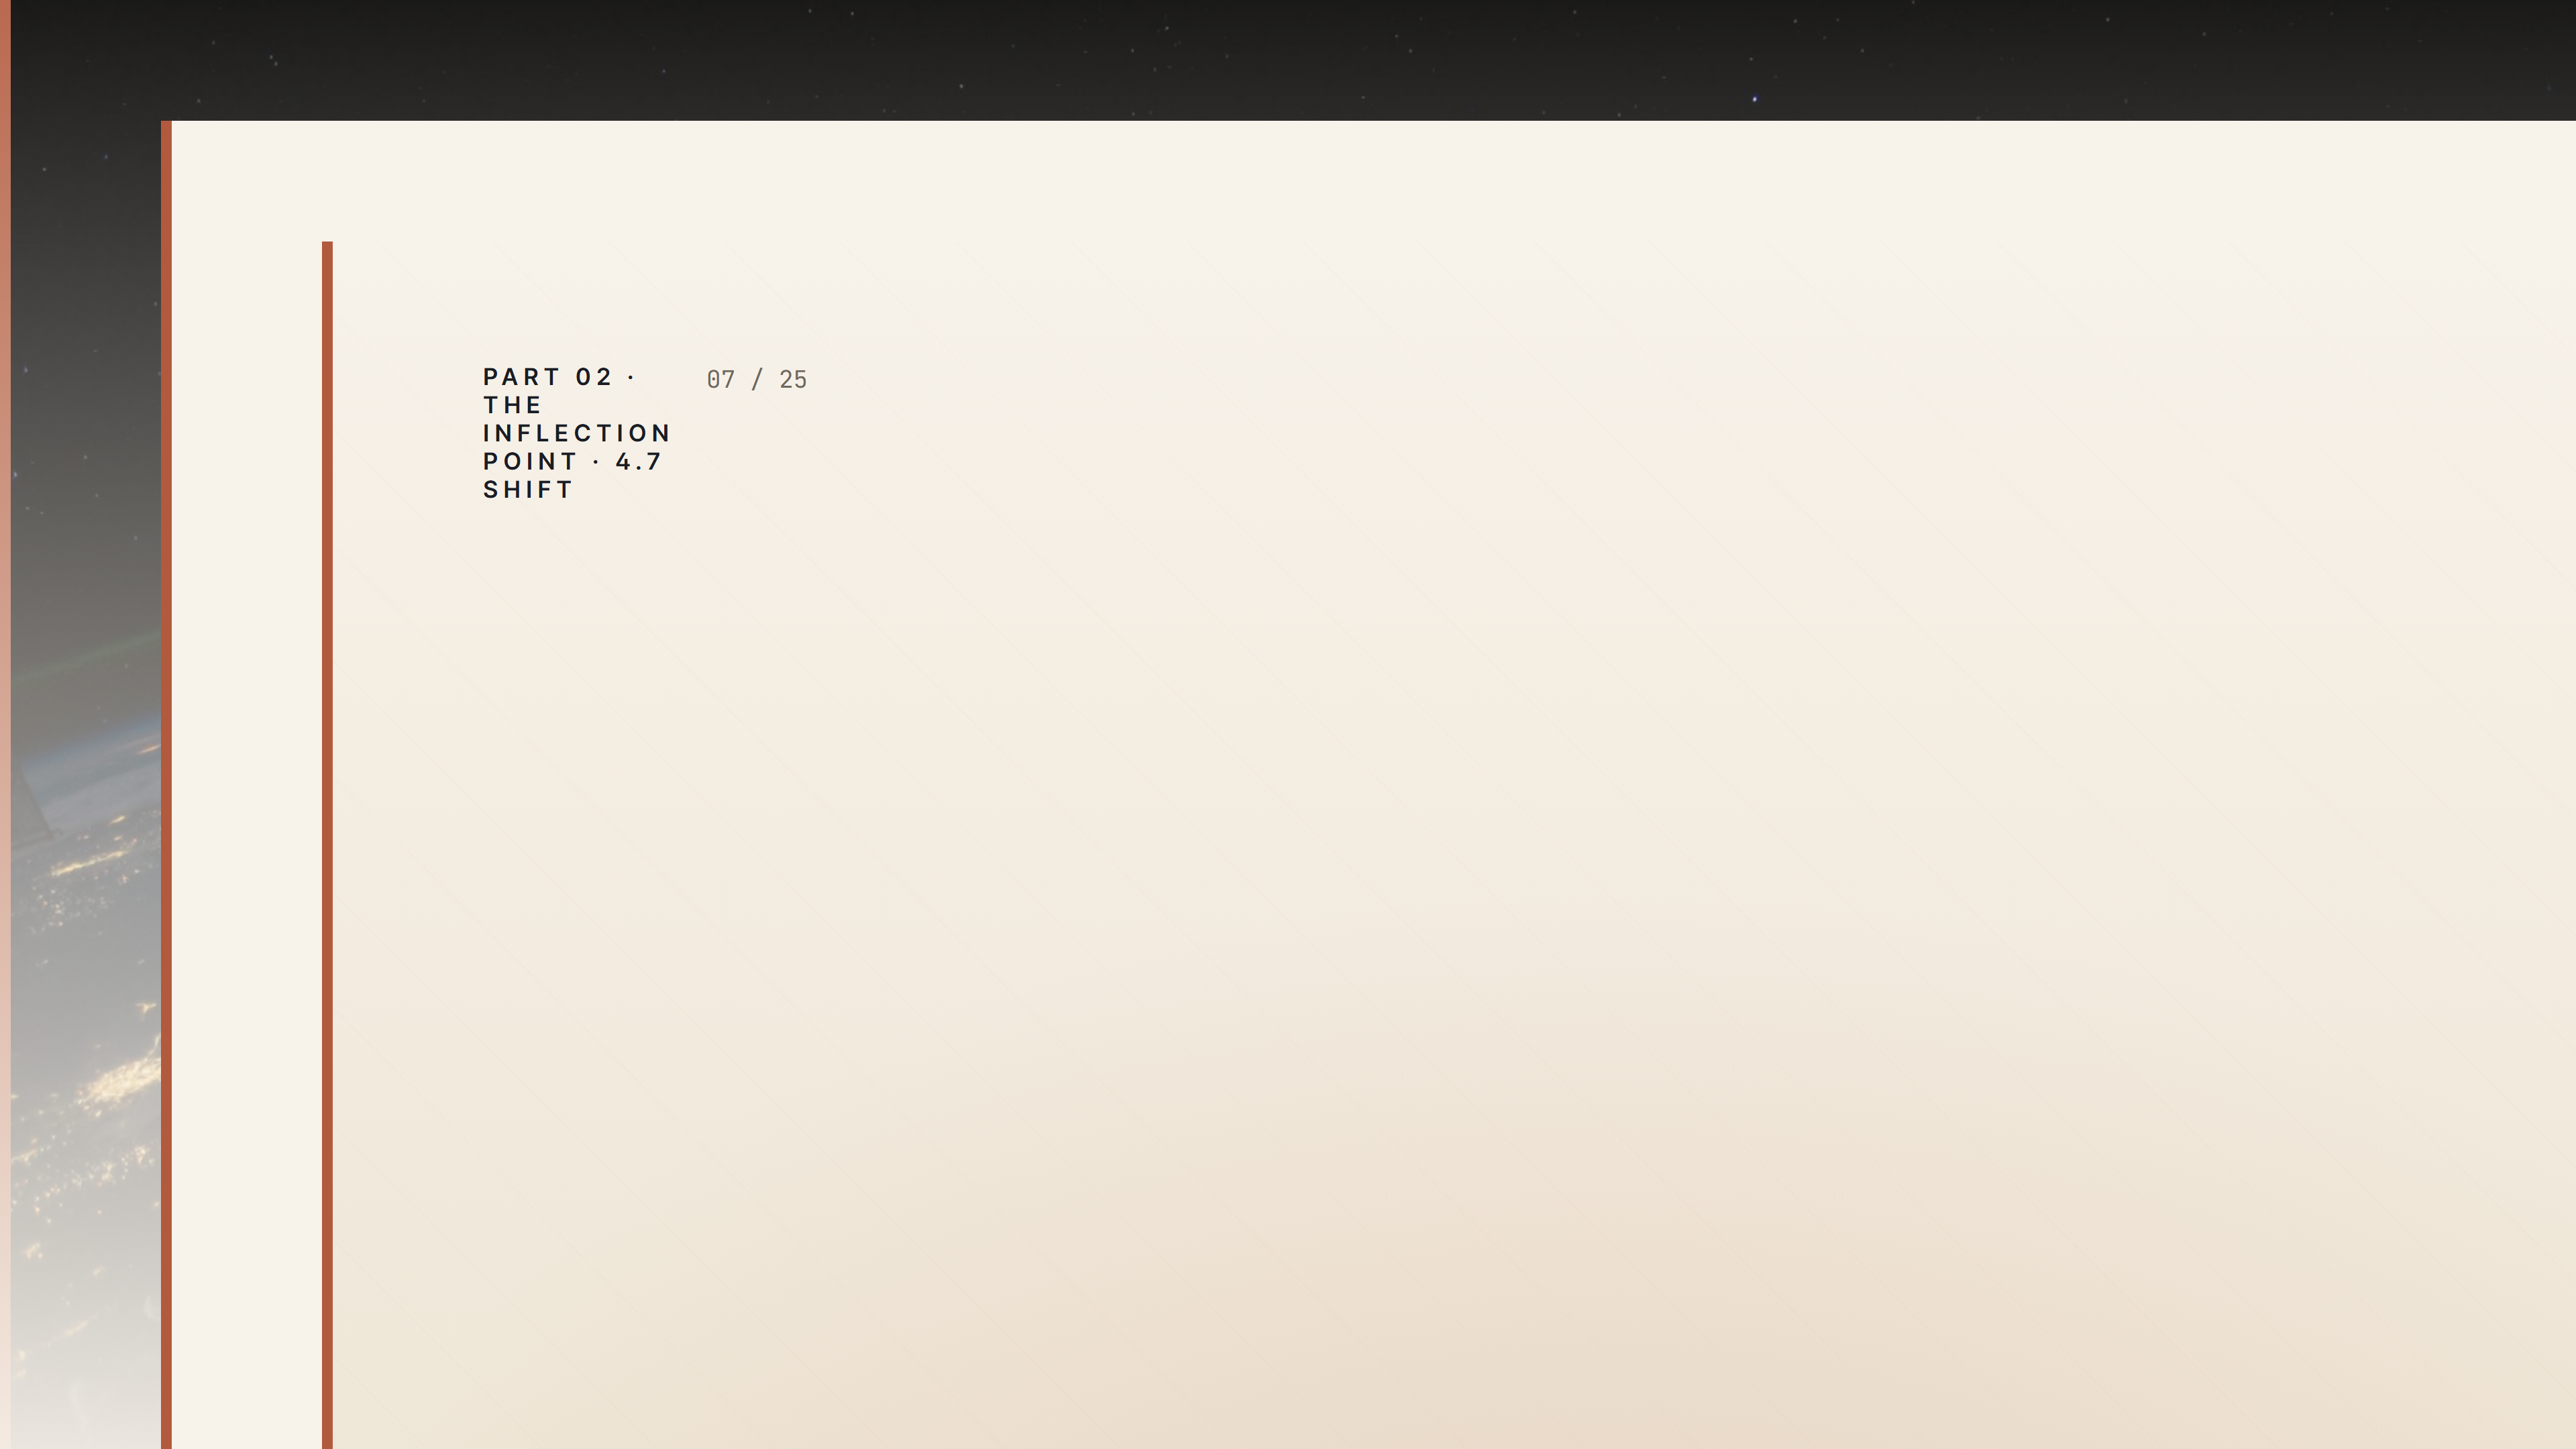 PART 02 ·
THE
INFLECTION
POINT · 4.7
SHIFT
07 / 25